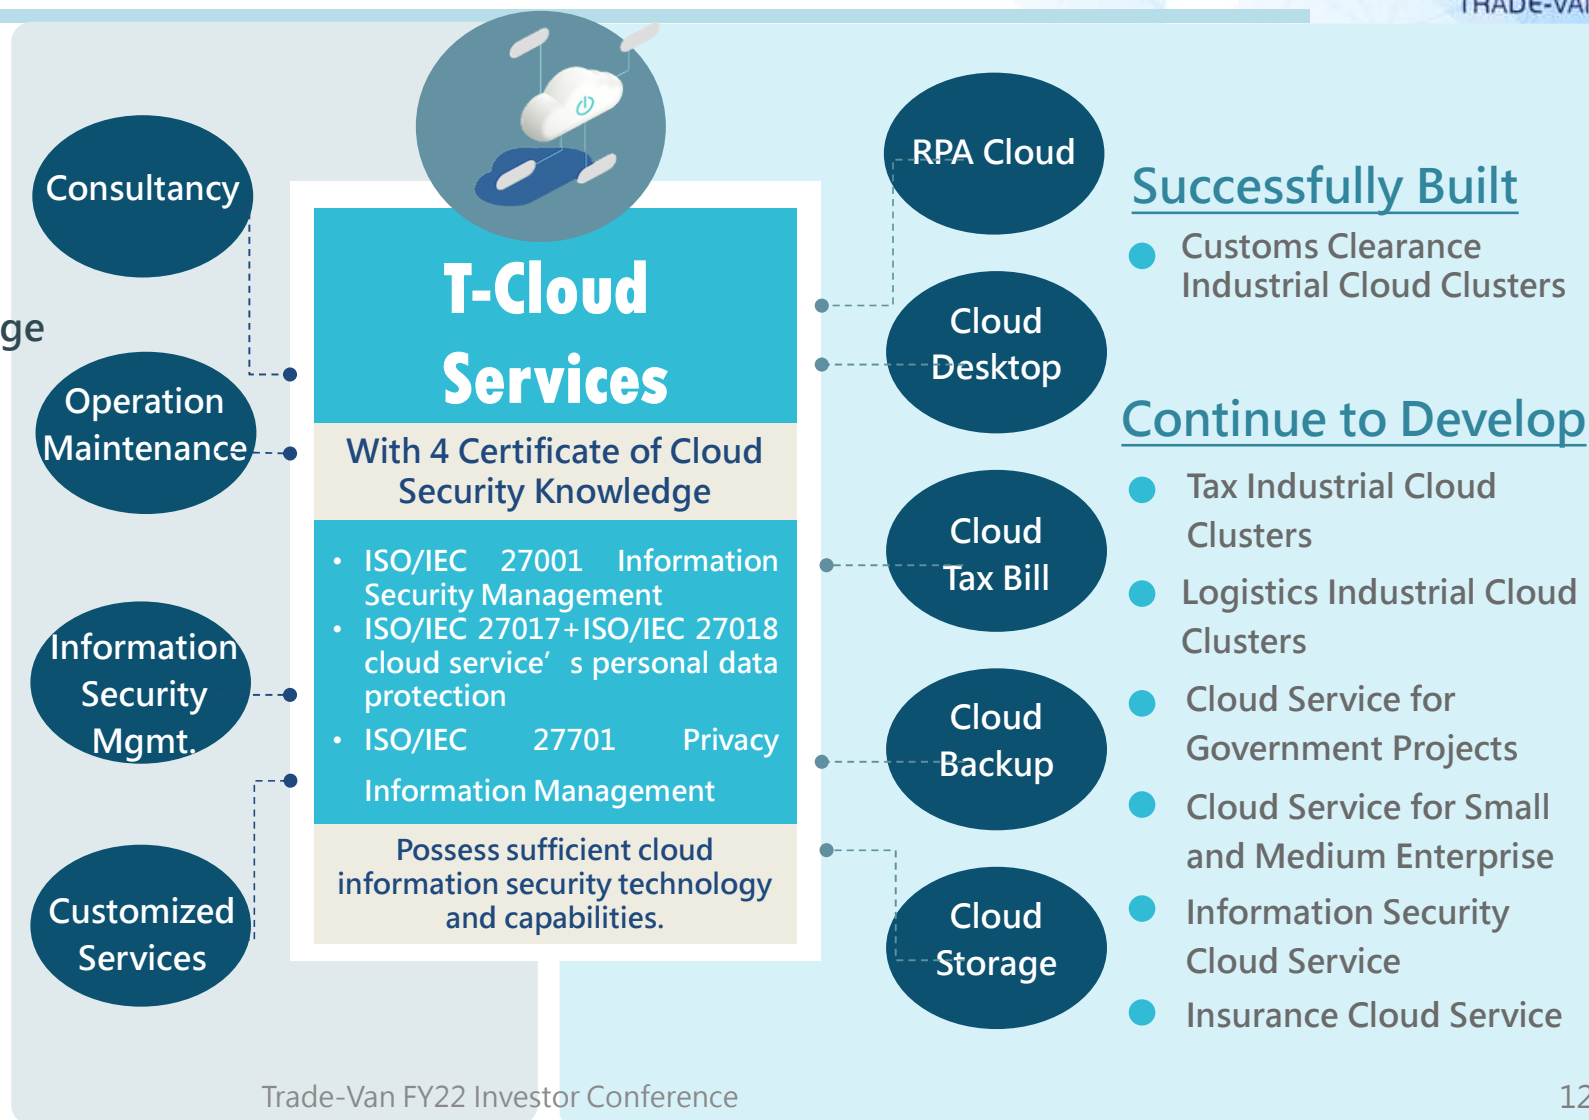 TRADE-VAN
Consultancy
ge
Operation
Maintenance
Information
Security
Mgmt.
Customized
Services
T-Cloud
Services
With 4 Certificate of Cloud
Security Knowledge
• ISO/IEC 27001 Information
Security Management
• ISO/IEC 27017+ISO/IEC 27018
cloud service’s personal data
protection
• ISO/IEC 27701 Privacy
Information Management
Possess sufficient cloud
information security technology
and capabilities.
RPA Cloud
Cloud
Desktop
Cloud
Tax Bill
Cloud
Backup
Cloud
Storage
Successfully Built
Customs Clearance
Industrial Cloud Clusters
Continue to Develop
Tax Industrial Cloud
Clusters
Logistics Industrial Cloud
Clusters
Cloud Service for
Government Projects
Cloud Service for Small
and Medium Enterprise
Information Security
Cloud Service
Insurance Cloud Service
Trade-Van FY22 Investor Conference
12